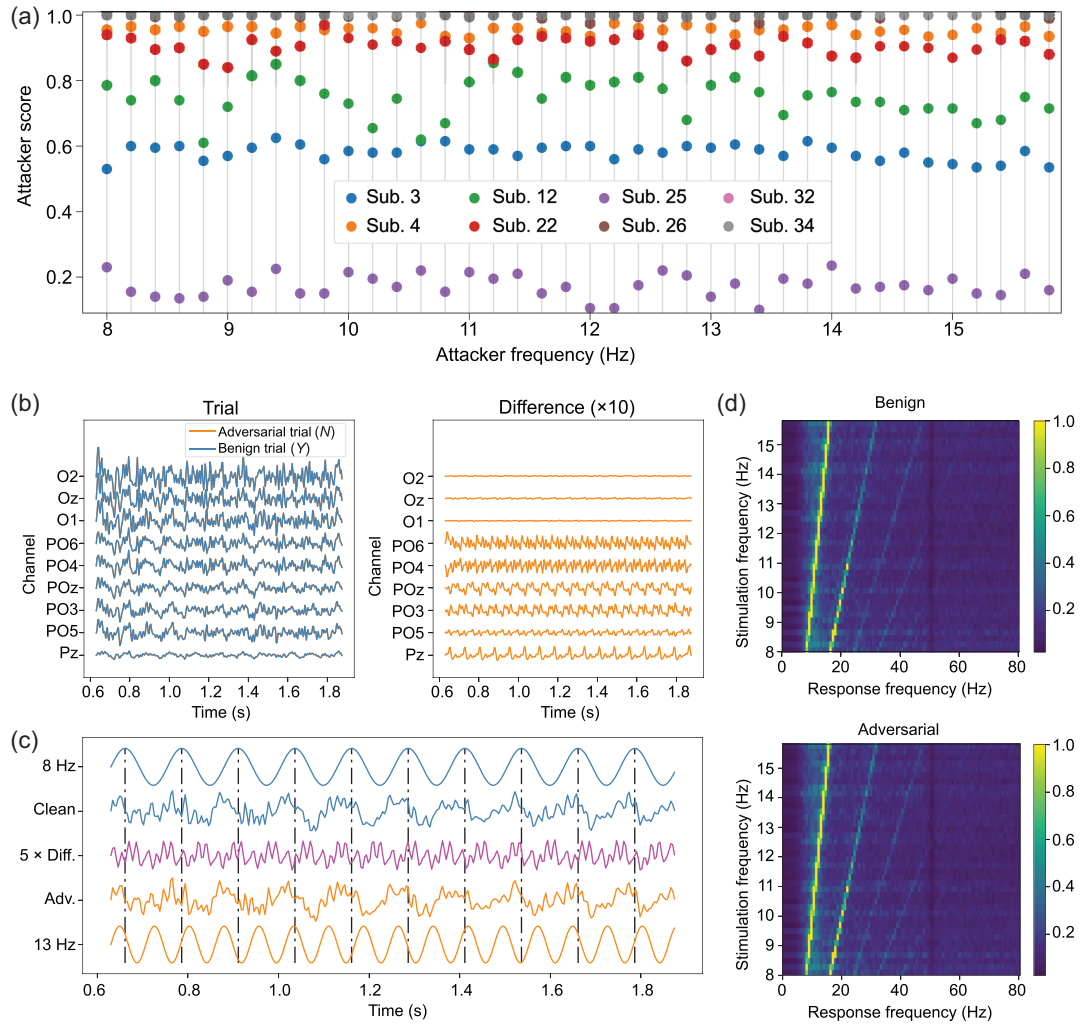 (a)
Attacker score
1.0
0.8
0.6
0.4
0.2
Sub. 3 Sub. 12 Sub. 25 Sub. 32
Sub. 4 Sub. 22 Sub. 26 Sub. 34
8 9 10 11 12 13 14 15
Attacker frequency (Hz)
(b)
Trial
Adversarial trial (N)
Benign trial (Y)
Channel
O2
Oz
O1
PO6
PO4
POz
PO3
PO5
Pz
0.6 0.8 1.0 1.2 1.4 1.6 1.8
Time (s)
Difference (×10)
Channel
O2
Oz
O1
PO6
PO4
POz
PO3
PO5
Pz
0.6 0.8 1.0 1.2 1.4 1.6 1.8
Time (s)
(c)
8 Hz
Clean
5 × Diff.
Adv.
13 Hz
0.6 0.8 1.0 1.2 1.4 1.6 1.8
Time (s)
(d)
Benign
Stimulation frequency (Hz)
15
14
13
12
11
10
9
8
0 20 40 60 80
Response frequency (Hz)
1.0
0.8
0.6
0.4
0.2
Adversarial
Stimulation frequency (Hz)
15
14
13
12
11
10
9
8
0 20 40 60 80
Response frequency (Hz)
1.0
0.8
0.6
0.4
0.2